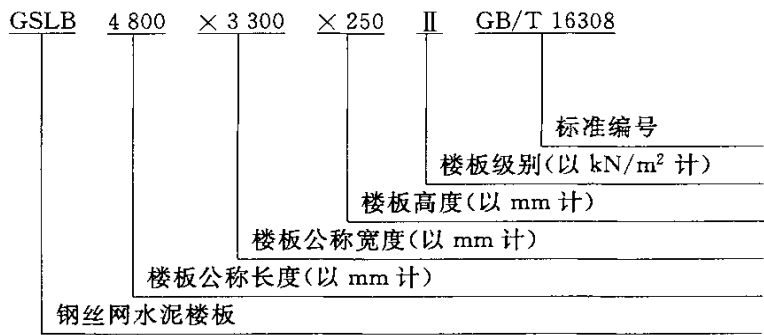 GSLB 4 800 ×3 300 ×250 Ⅱ GB/T 16308
标准编号
楼板级别(以 kN/m² 计)
楼板高度(以 mm 计)
楼板公称宽度(以 mm 计)
楼板公称长度(以 mm 计)
钢丝网水泥楼板